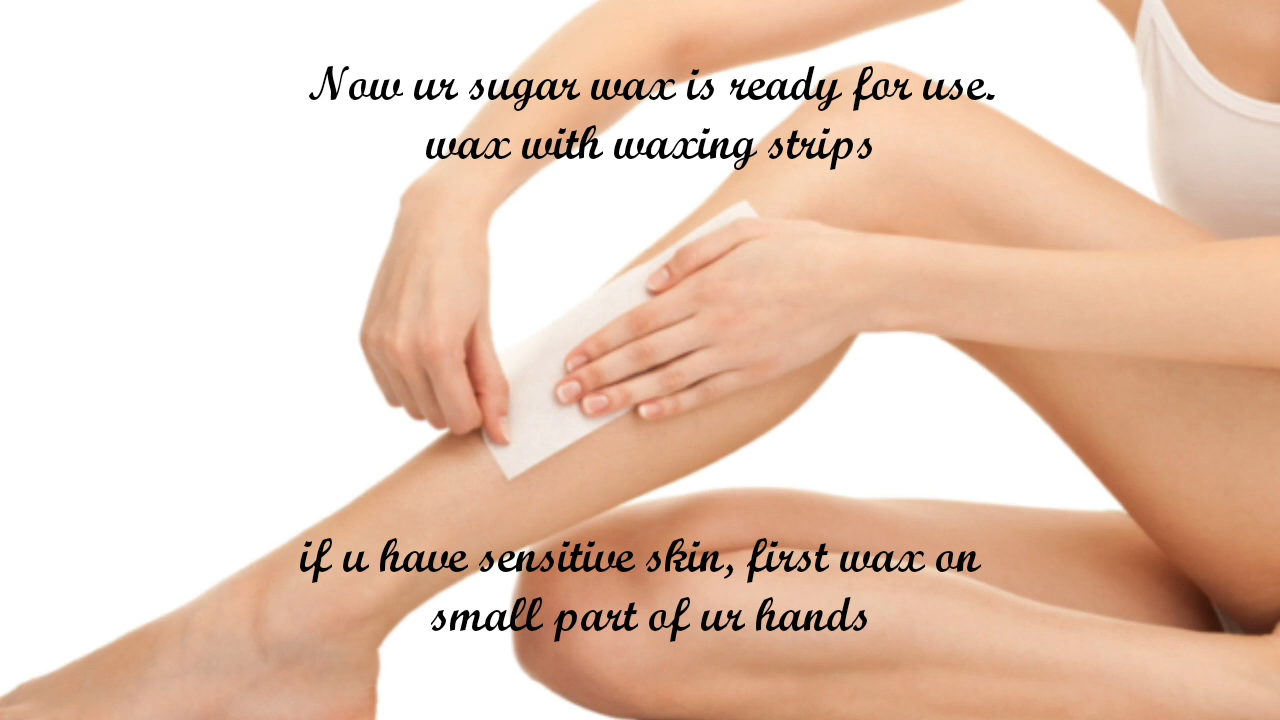 Now ur sugar wax is ready for use.
wax with waxing strips
if u have sensitive skin, first wax on
small part of ur hands